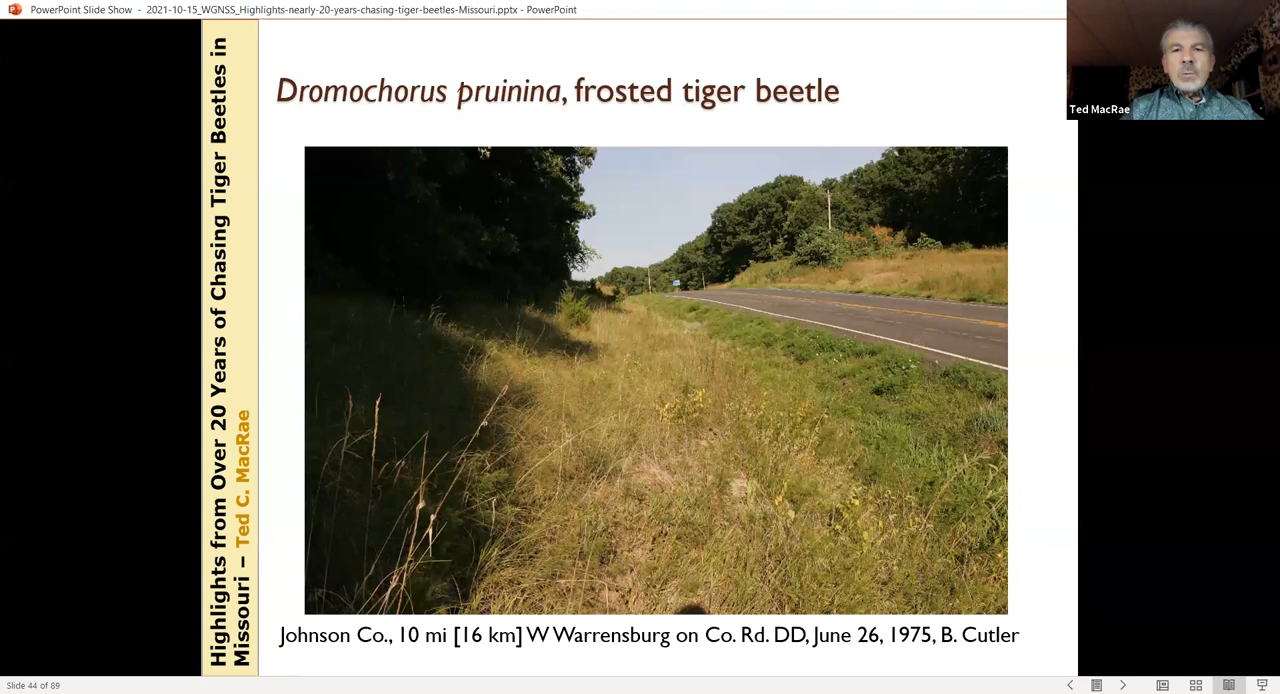 PowerPoint Slide Show - 2021-10-15_WGNSS_Highlights-nearly-20-years-chasing-tiger-beetles-Missouri.pptx - PowerPoint
Highlights from Over 20 Years of Chasing Tiger Beetles in
Missouri – Ted C. MacRae
Dromochorus pruinina, frosted tiger beetle
Ted MacRae
Johnson Co., 10 mi [16 km] W Warrensburg on Co. Rd. DD, June 26, 1975, B. Cutler
Slide 44 of 89